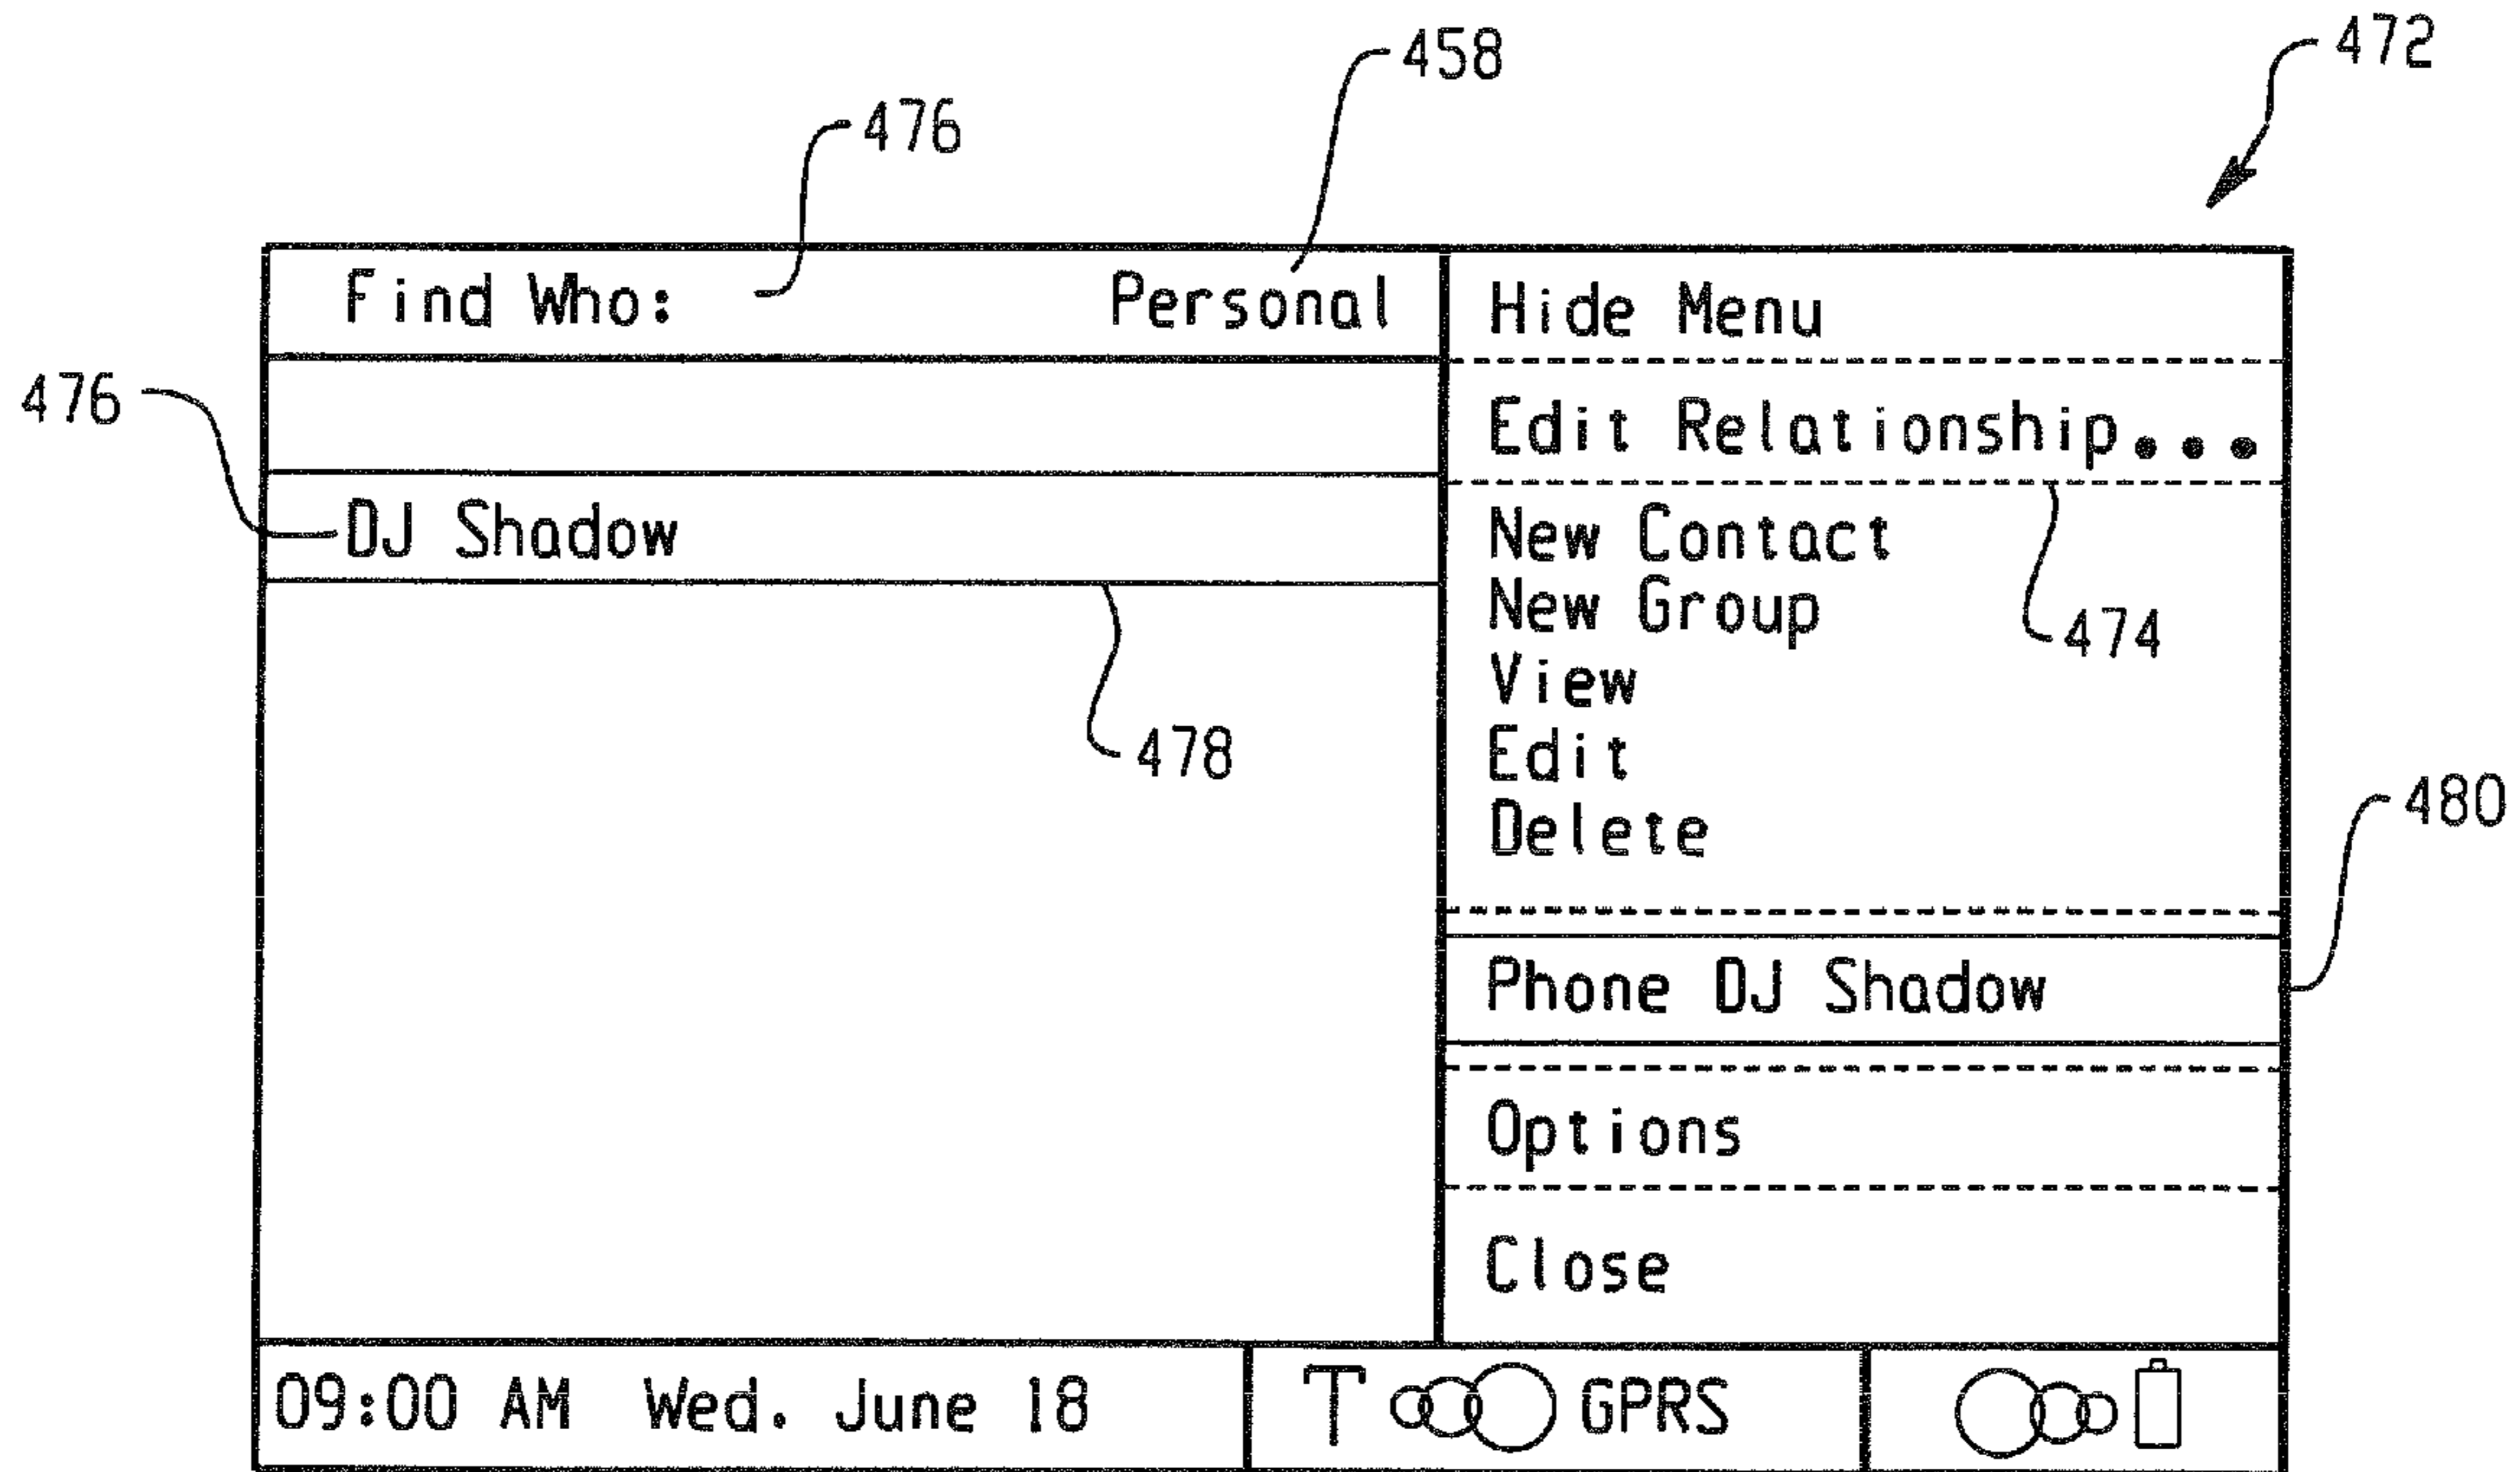 472
458
476
Find Who: Personal
476
DJ Shadow
478
Hide Menu
Edit Relationship...
New Contact
New Group
474
View
Edit
Delete
480
Phone DJ Shadow
Options
Close
09:00 AM Wed. June 18
GPRS